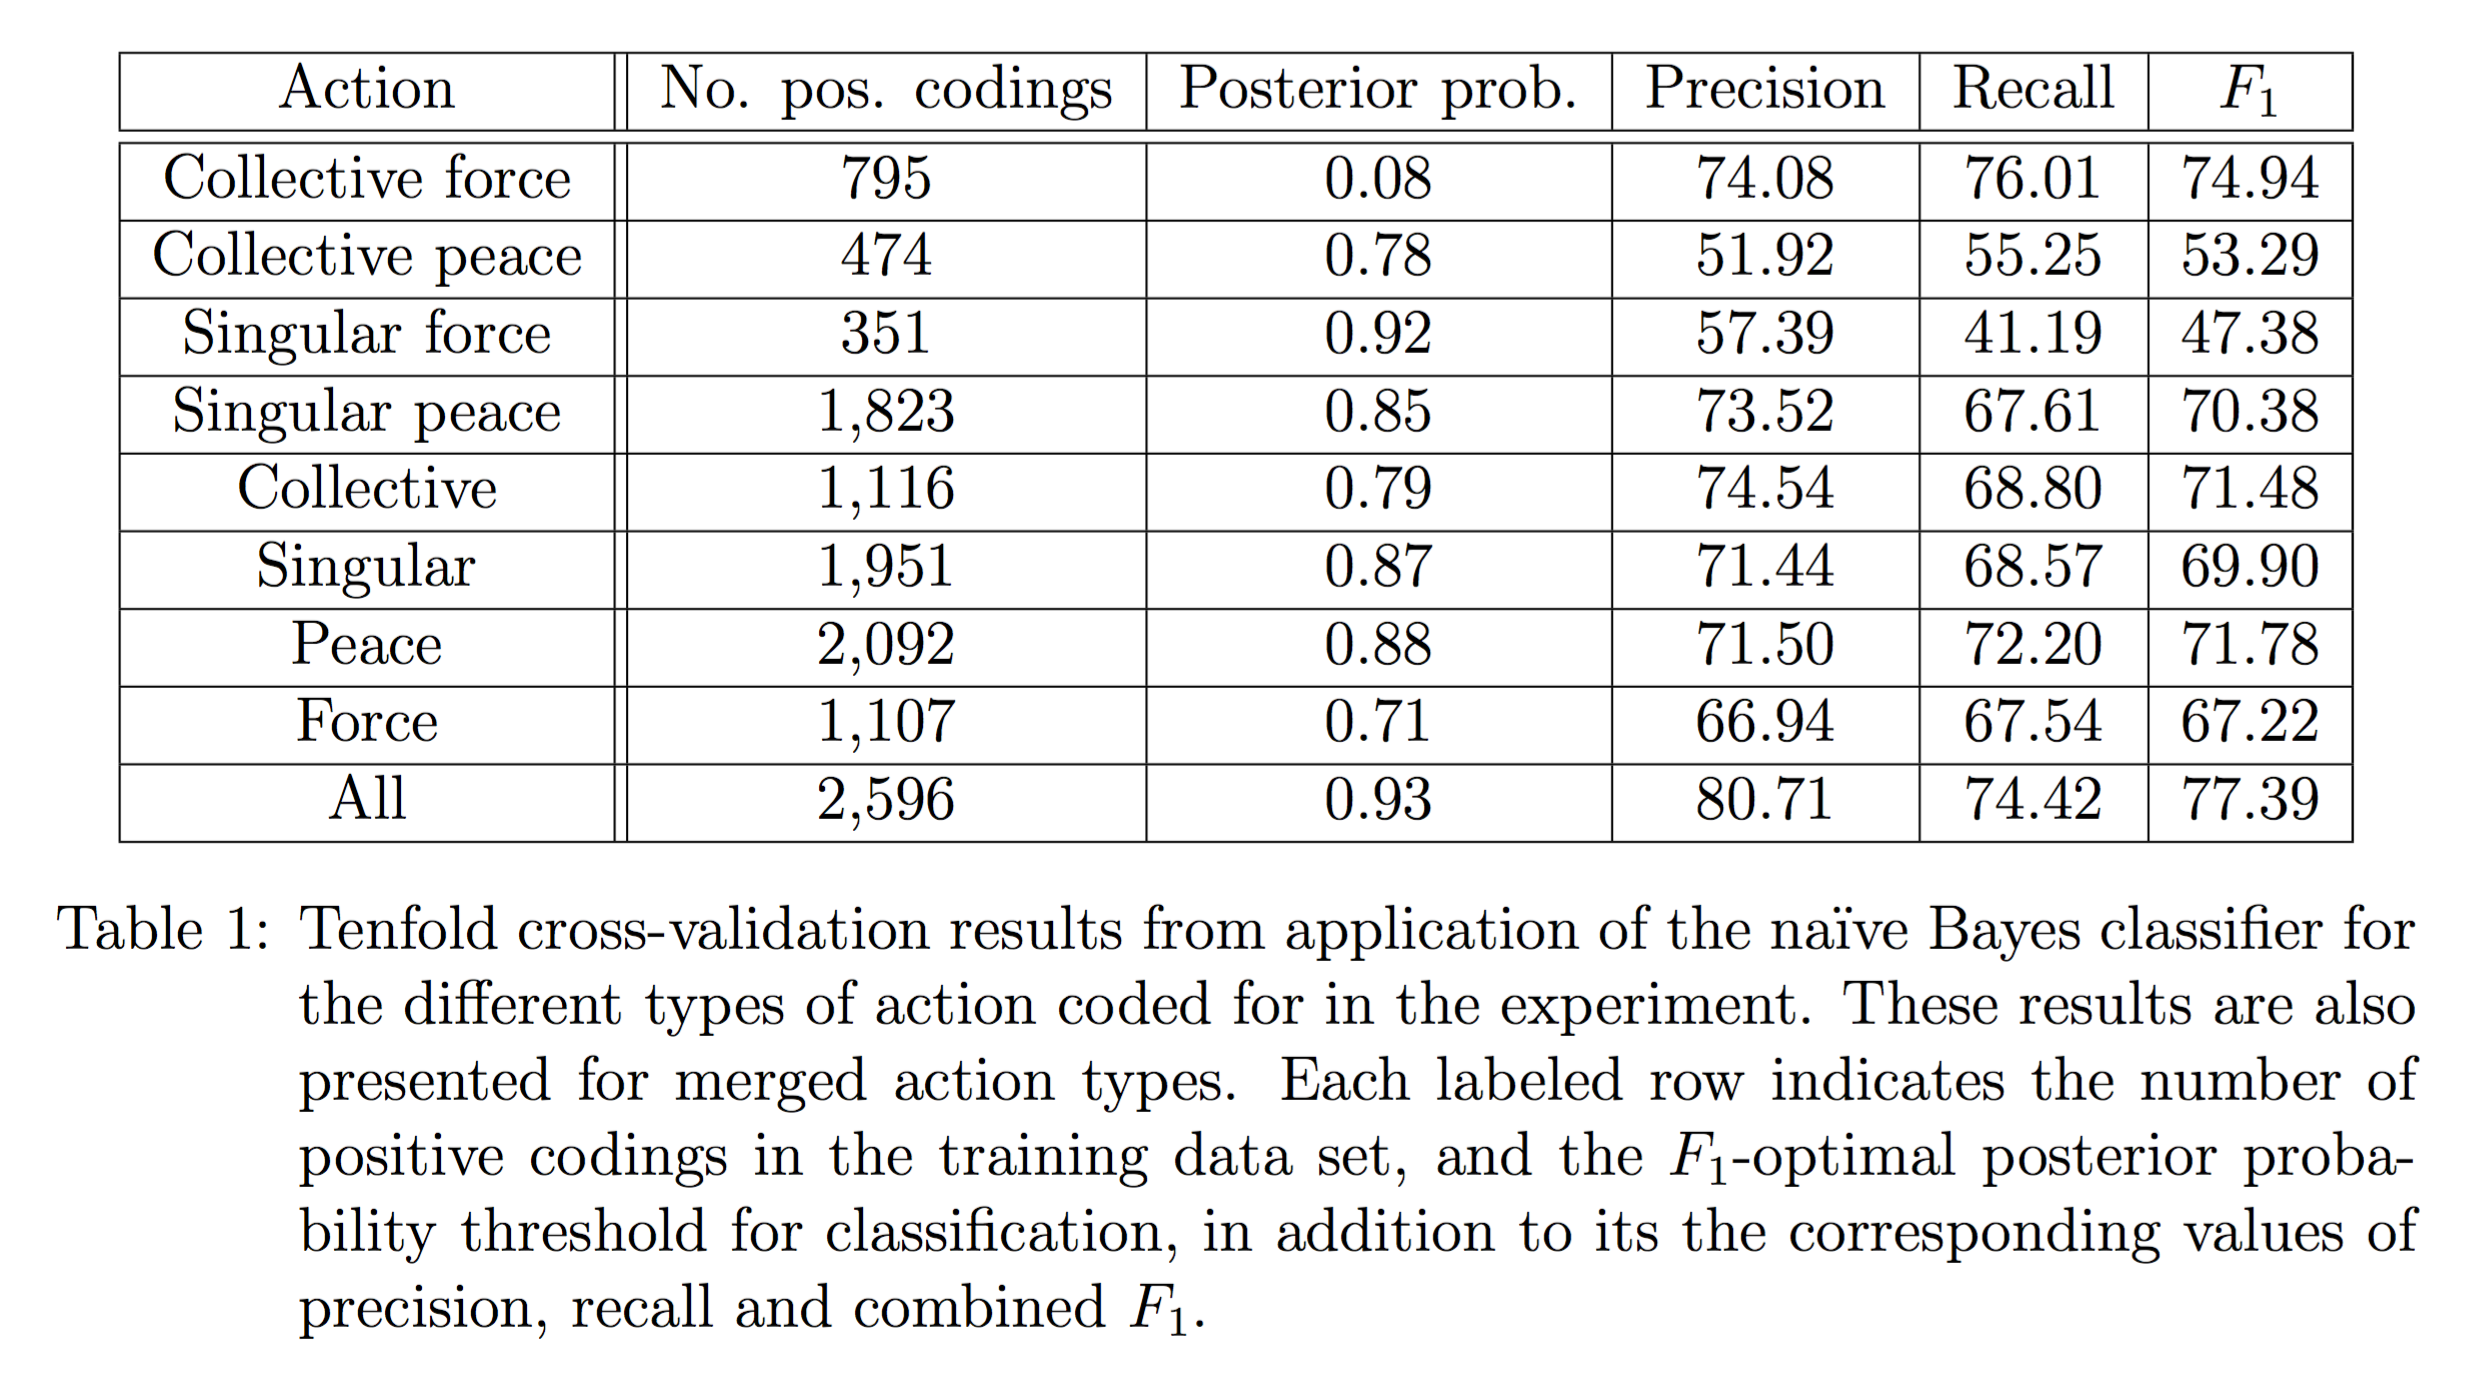 Action No. pos. codings Posterior prob. Precision Recall F1
Collective force 795 0.08 74.08 76.01 74.94
Collective peace 474 0.78 51.92 55.25 53.29
Singular force 351 0.92 57.39 41.19 47.38
Singular peace 1,823 0.85 73.52 67.61 70.38
Collective 1,116 0.79 74.54 68.80 71.48
Singular 1,951 0.87 71.44 68.57 69.90
Peace 2,092 0.88 71.50 72.20 71.78
Force 1,107 0.71 66.94 67.54 67.22
All 2,596 0.93 80.71 74.42 77.39
Table 1: Tenfold cross-validation results from application of the naïve Bayes classifier for
the different types of action coded for in the experiment. These results are also
presented for merged action types. Each labeled row indicates the number of
positive codings in the training data set, and the F1-optimal posterior proba-
bility threshold for classification, in addition to its the corresponding values of
precision, recall and combined F1.